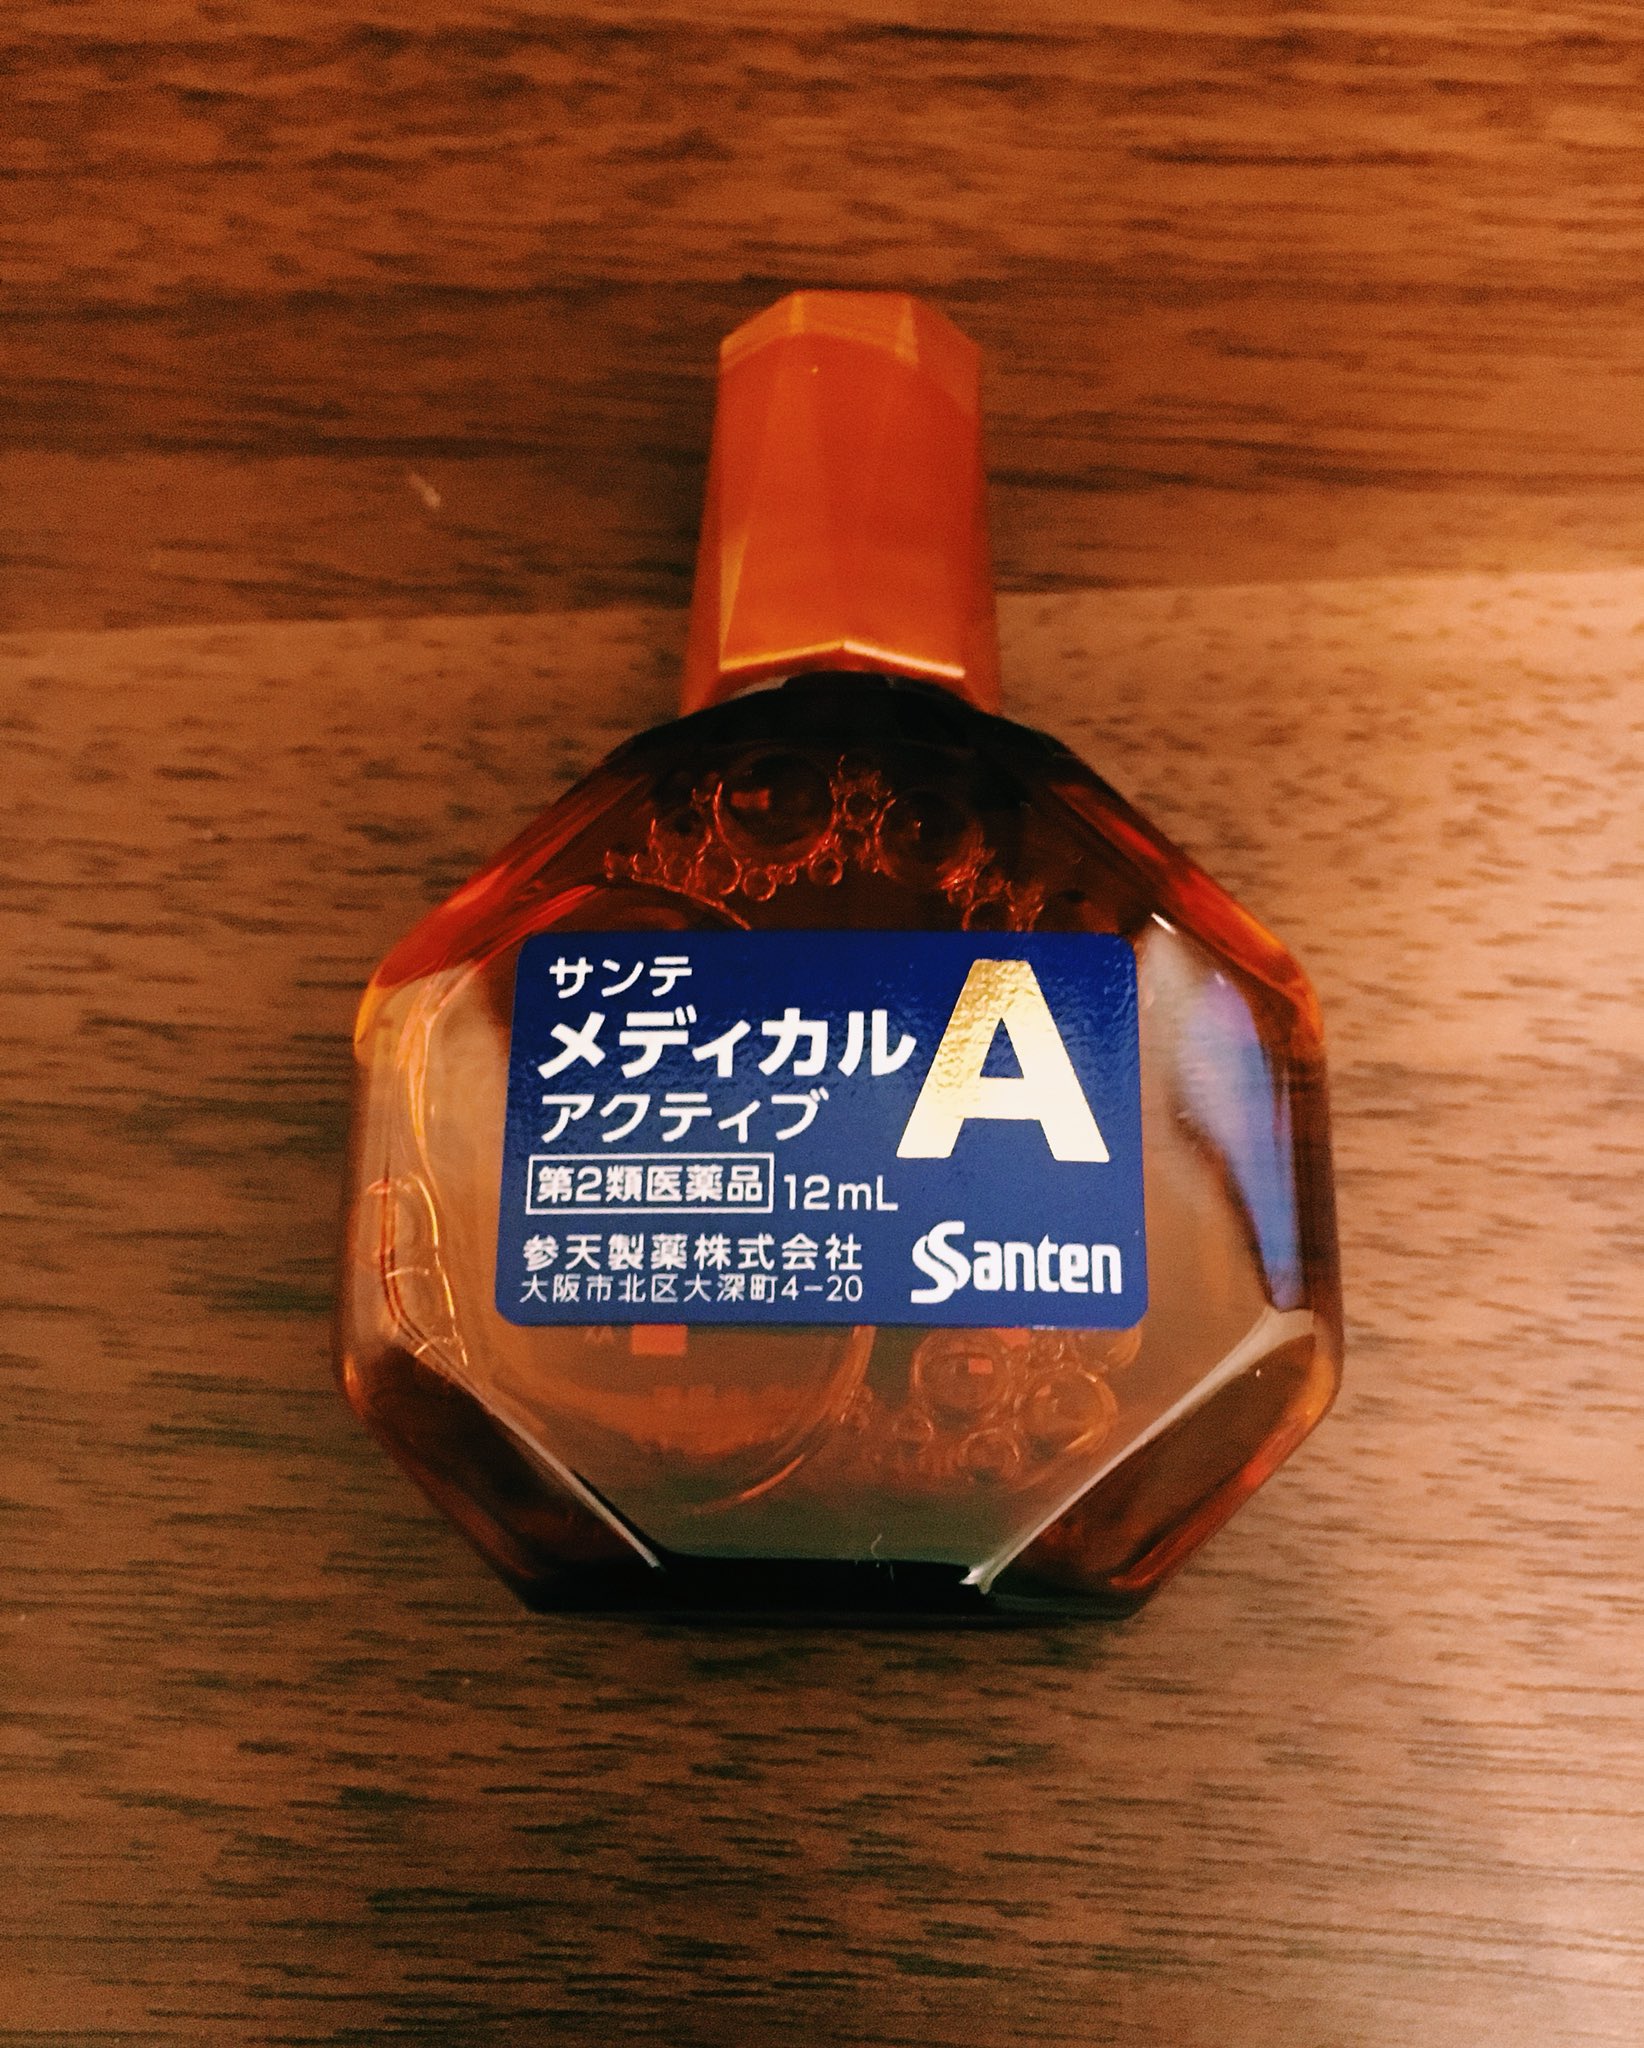 サンテ
メディカル A
アクティブ
第2類医薬品 12mL
参天製薬株式会社
大阪市北区大深町4-20
Santen